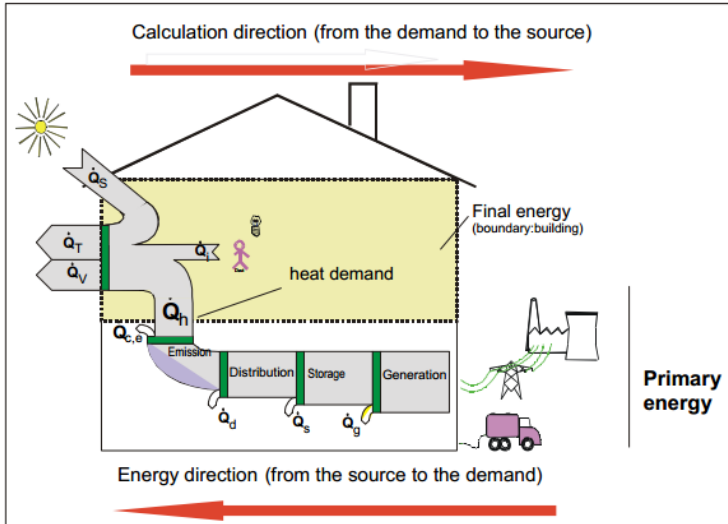 Calculation direction (from the demand to the source)
Q̇S
Final energy
(boundary:building)
Q̇T
Q̇i
Q̇V
heat demand
Q̇h
Q̇c,e
Emission
Distribution
Storage
Generation
Primary
energy
Q̇d
Q̇s
Q̇g
Energy direction (from the source to the demand)